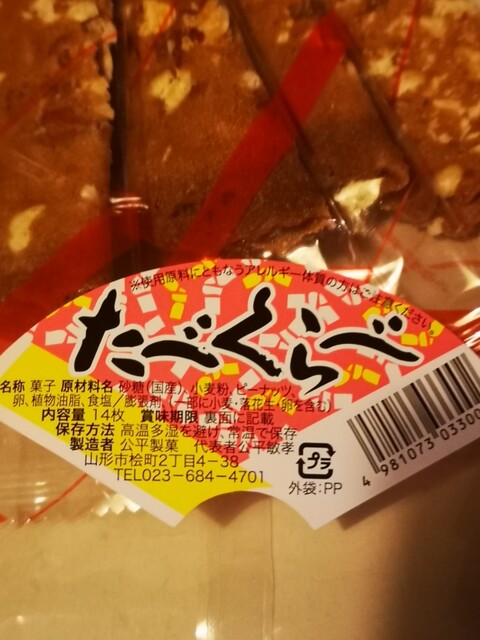 ※使用原料にともなうアレルギー体質の方はご注意ください
たべくらべ
名称 菓子 原材料名 砂糖(国産)、小麦粉、ピーナッツ、
卵、植物油脂、食塩／膨張剤、(一部に小麦・落花生・卵を含む)
内容量 14枚 賞味期限 裏面に記載
保存方法 高温多湿を避け、常温で保存
製造者 公平製菓 代表者公平敏孝
山形市桧町2丁目4-38
TEL023-684-4701
プラ
外袋:PP
4 981073 03300